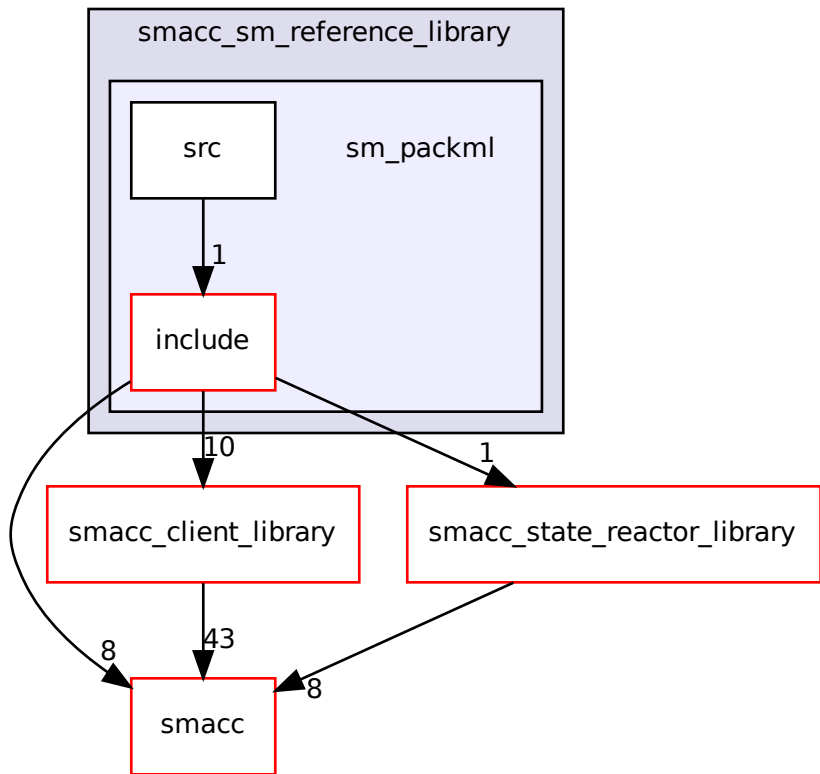 smacc_sm_reference_library
src
sm_packml
1
include
10
1
smacc_client_library
smacc_state_reactor_library
8
43
8
smacc